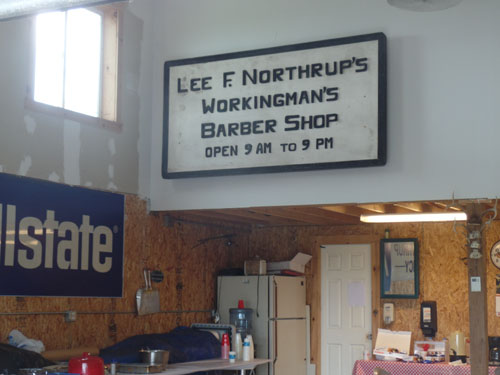 LEE F. NORTHRUP'S
WORKINGMAN'S
BARBER SHOP
OPEN 9 AM TO 9 PM
llstate®